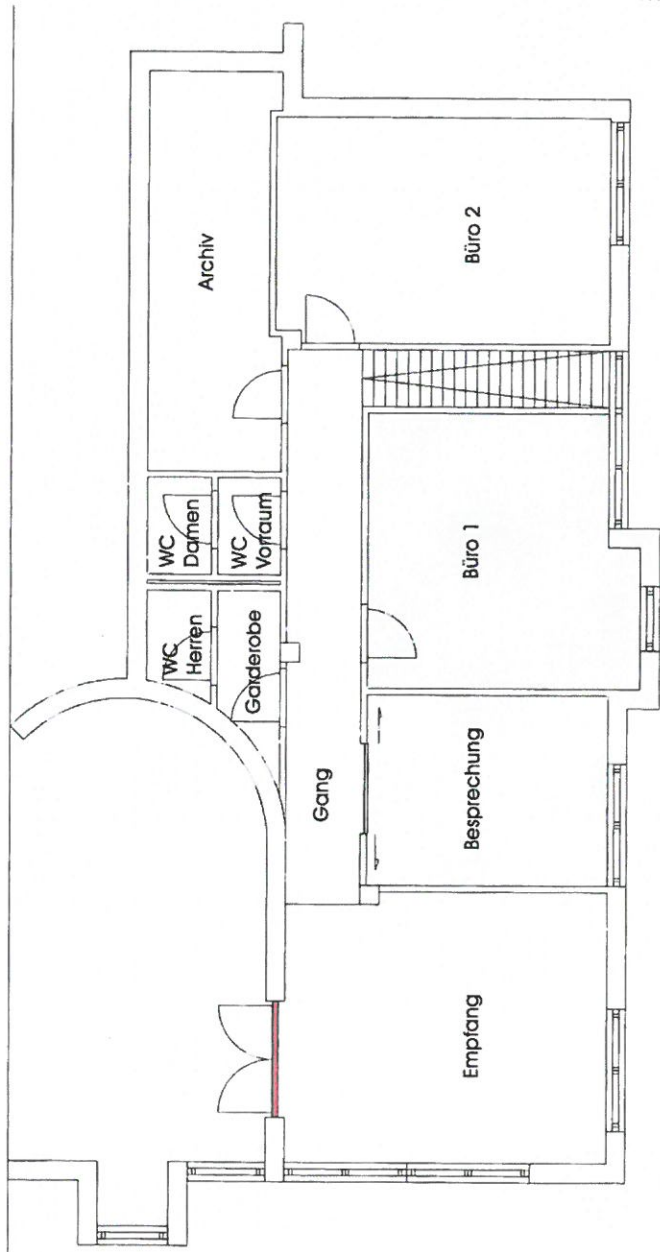 Archiv
WC
Damen
WC
Vorraum
WC
Herren
Garderobe
Gang
Büro 2
Büro 1
Besprechung
Empfang